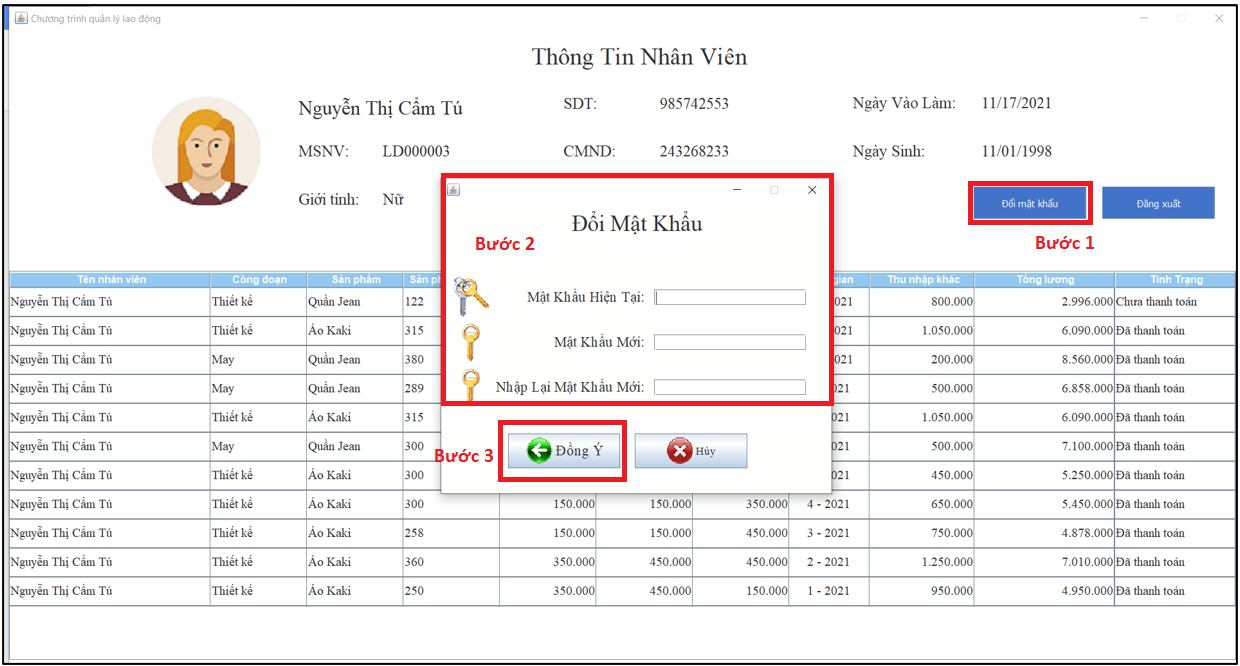 Chương trình quản lý lao động
Thông Tin Nhân Viên
Nguyễn Thị Cẩm Tú
SDT: 985742553
Ngày Vào Làm: 11/17/2021
MSNV: LD000003
CMND: 243268233
Ngày Sinh: 11/01/1998
Giới tính: Nữ
Đổi mật khẩu
Đăng xuất
Bước 1
Đổi Mật Khẩu
Bước 2
Mật Khẩu Hiện Tại:
Mật Khẩu Mới:
Nhập Lại Mật Khẩu Mới:
Bước 3
Đồng Ý
Hủy
Tên nhân viên Công đoạn Sản phẩm Sản gian Thu nhập khác Tổng lương Tình Trạng
Nguyễn Thị Cẩm Tú Thiết kế Quần Jean 122 021 800.000 2.996.000 Chưa thanh toán
Nguyễn Thị Cẩm Tú Thiết kế Áo Kaki 315 021 1.050.000 6.090.000 Đã thanh toán
Nguyễn Thị Cẩm Tú May Quần Jean 380 021 200.000 8.560.000 Đã thanh toán
Nguyễn Thị Cẩm Tú May Quần Jean 289 021 500.000 6.858.000 Đã thanh toán
Nguyễn Thị Cẩm Tú Thiết kế Áo Kaki 315 021 1.050.000 6.090.000 Đã thanh toán
Nguyễn Thị Cẩm Tú May Quần Jean 300 021 500.000 7.100.000 Đã thanh toán
Nguyễn Thị Cẩm Tú Thiết kế Áo Kaki 300 021 450.000 5.250.000 Đã thanh toán
Nguyễn Thị Cẩm Tú Thiết kế Áo Kaki 300 150.000 150.000 350.000 4 - 2021 650.000 5.450.000 Đã thanh toán
Nguyễn Thị Cẩm Tú Thiết kế Áo Kaki 258 150.000 150.000 450.000 3 - 2021 750.000 4.878.000 Đã thanh toán
Nguyễn Thị Cẩm Tú Thiết kế Áo Kaki 360 350.000 450.000 450.000 2 - 2021 1.250.000 7.010.000 Đã thanh toán
Nguyễn Thị Cẩm Tú Thiết kế Áo Kaki 250 350.000 450.000 150.000 1 - 2021 950.000 4.950.000 Đã thanh toán